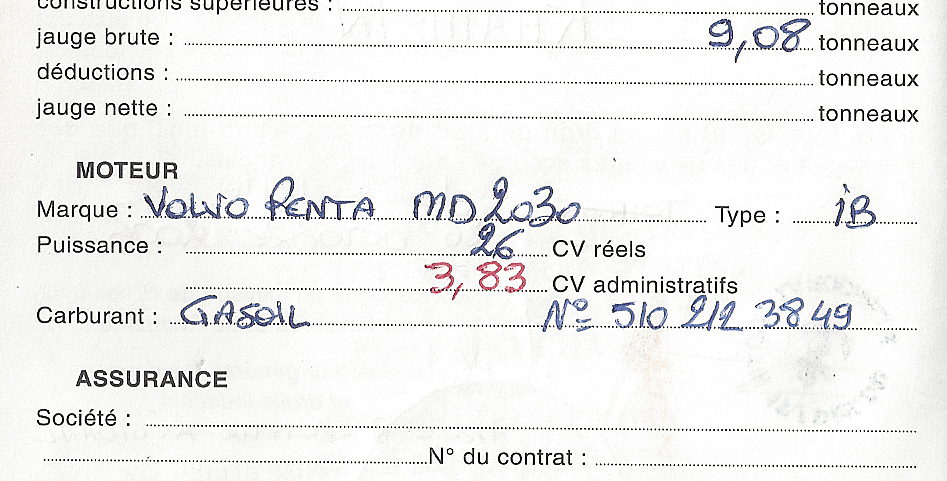 constructions supérieures : tonneaux
jauge brute : 9,08 tonneaux
déductions : tonneaux
jauge nette : tonneaux
MOTEUR
Marque : VOLVO PENTA MD2030 Type : iB
Puissance : 26 CV réels
3,83 CV administratifs
Carburant : GASOIL N° 510 212 3849
ASSURANCE
Société :
N° du contrat :